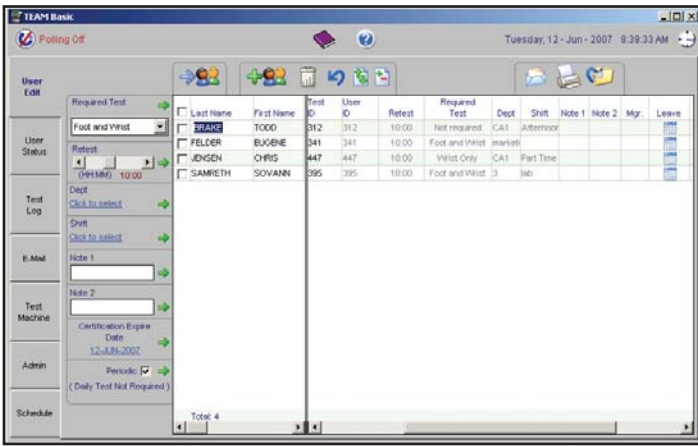 TEAM Basic
Polling Off
Tuesday, 12 - Jun - 2007 8:39:33 AM
User Edit
User Status
Test Log
E-Mail
Test Machine
Admin
Schedule
Required Test
Foot and Wrist
Retest
(HH:MM) 10:00
Dept
Click to select
Shift
Click to select
Note 1
Note 2
Certification Expire Date
12-JUN-2007
Periodic
( Daily Test Not Required )
Last Name First Name Test ID User ID Retest Required Test Dept Shift Note 1 Note 2 Mgr. Leave
BRAKE TODD 312 312 10:00 Not required CA1 Afternoon
FELDER EUGENE 341 341 10:00 Foot and Wrist marketi
JENSEN CHRIS 447 447 10:00 Wrist Only CA1 Part Time
SAMRETH SOVANN 395 395 10:00 Foot and Wrist 3 lab
Total: 4